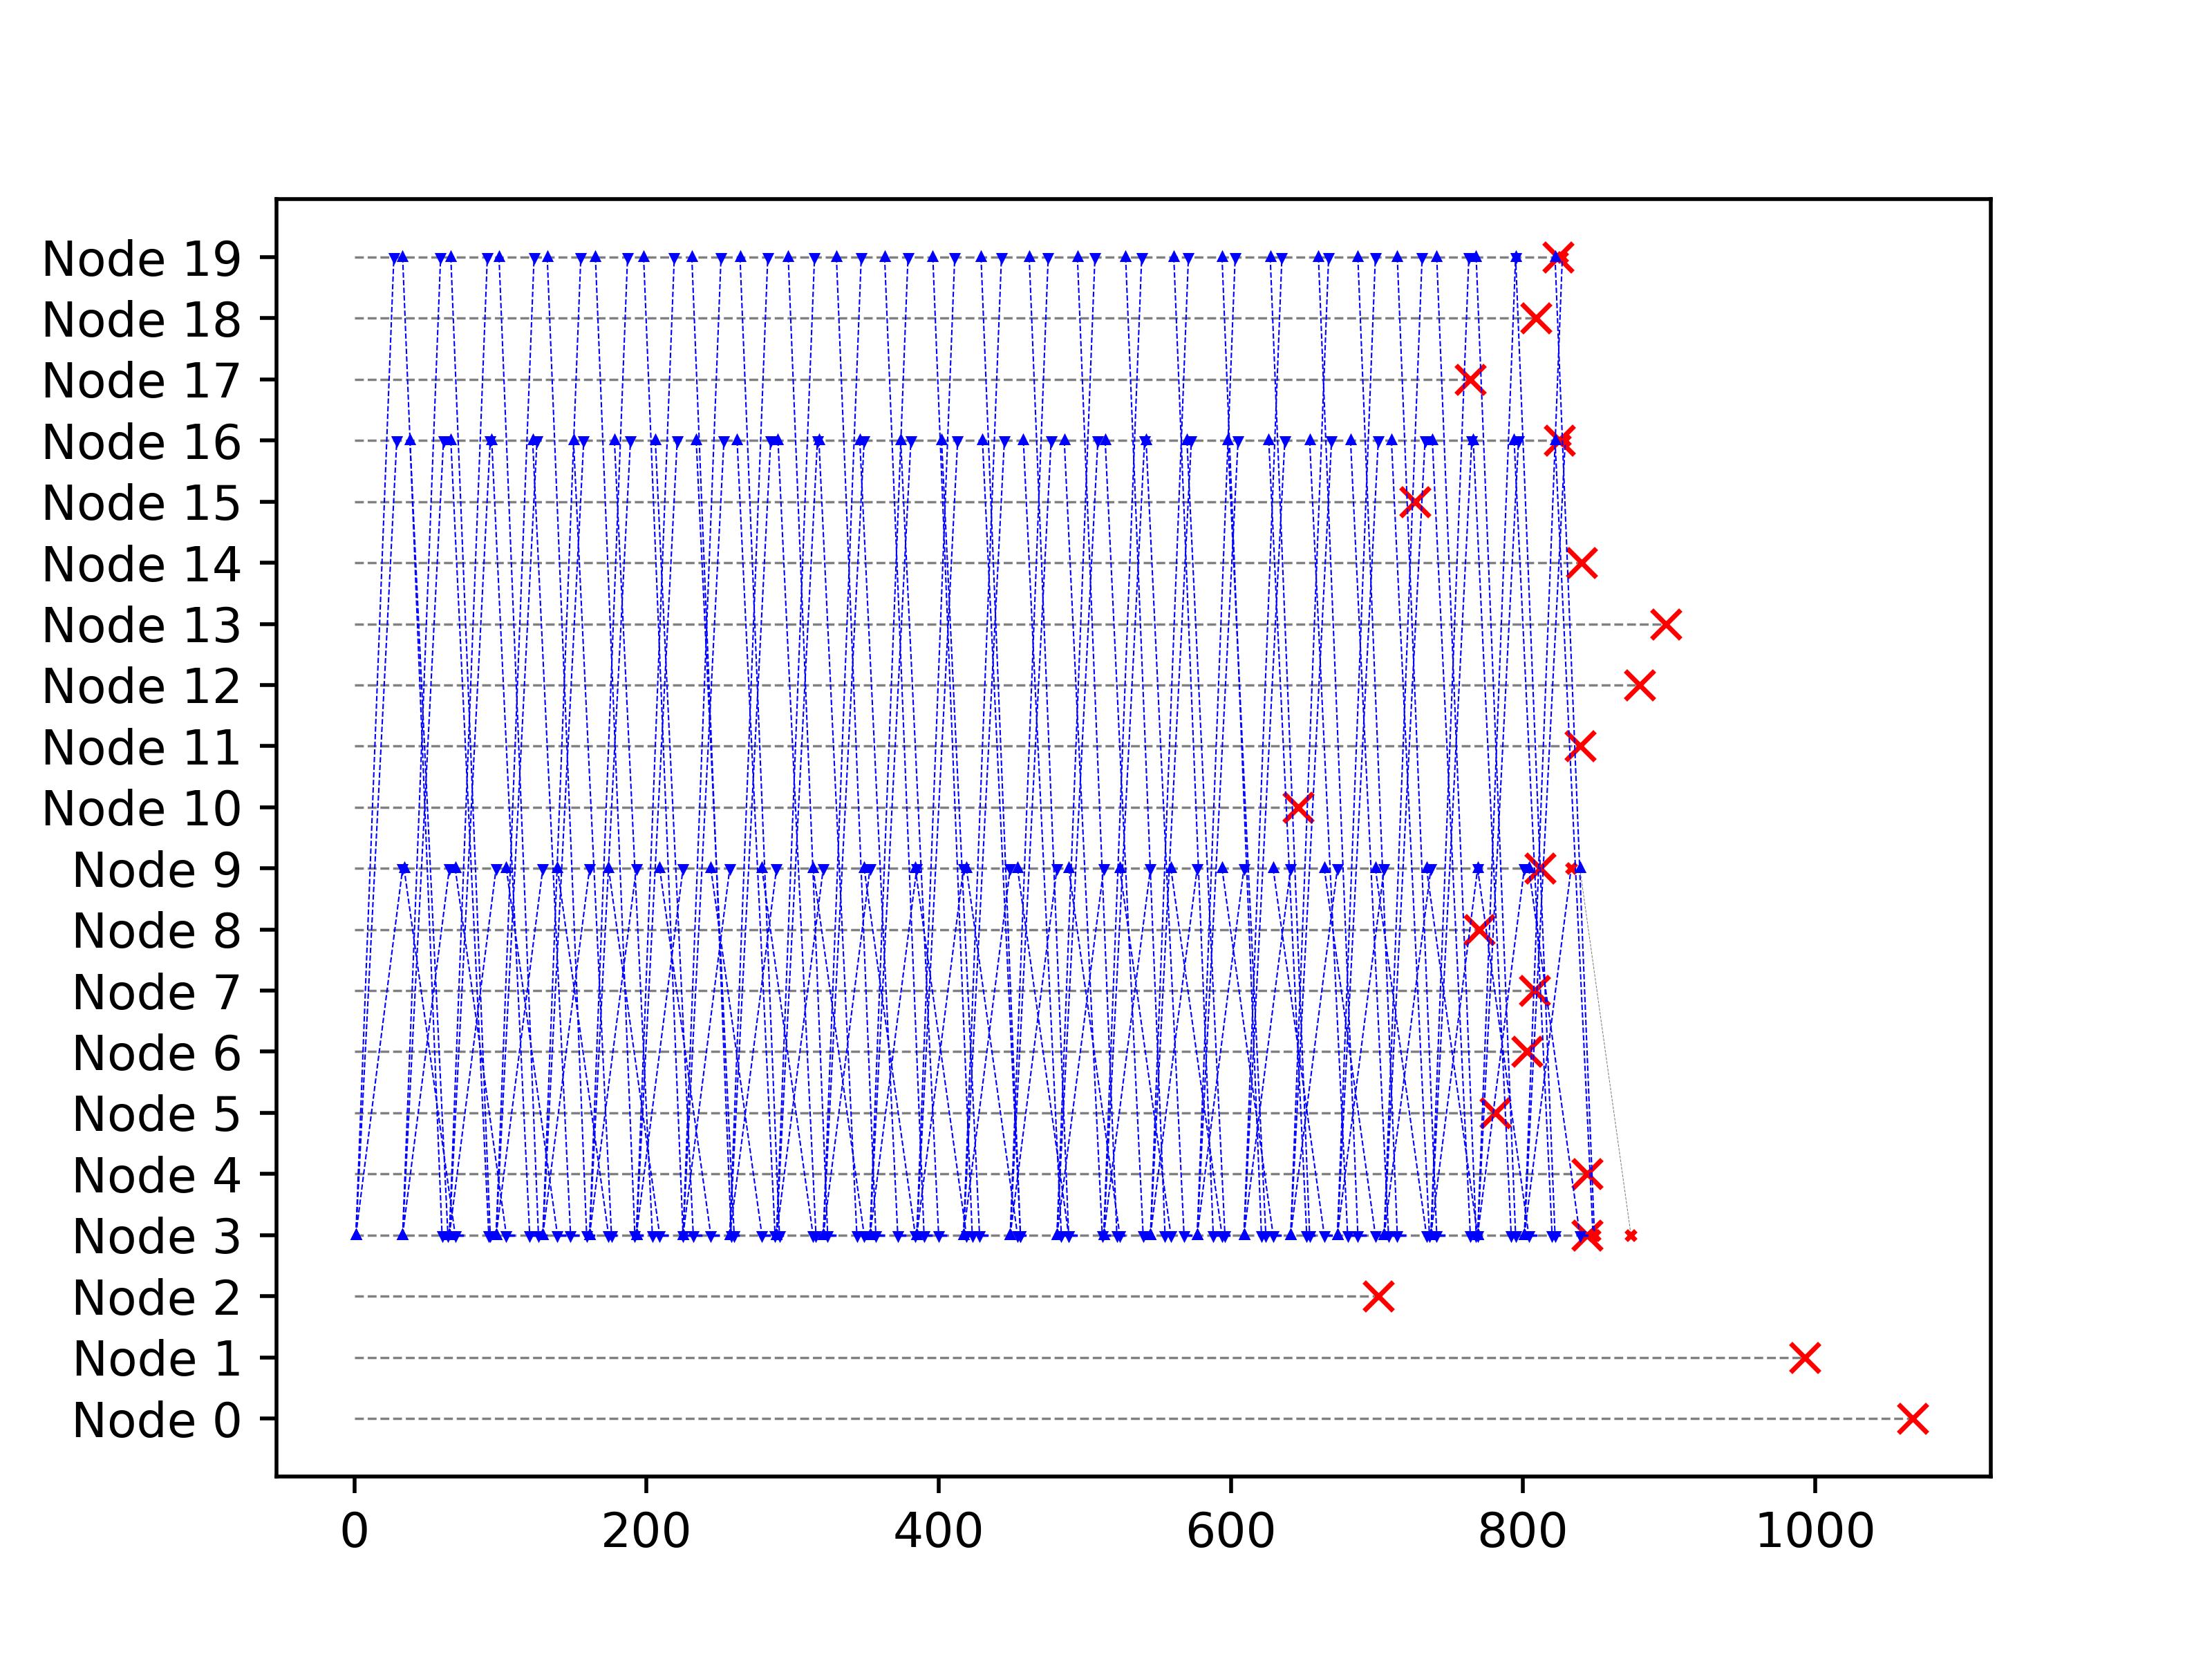 Node 19
Node 18
Node 17
Node 16
Node 15
Node 14
Node 13
Node 12
Node 11
Node 10
Node 9
Node 8
Node 7
Node 6
Node 5
Node 4
Node 3
Node 2
Node 1
Node 0
0 200 400 600 800 1000